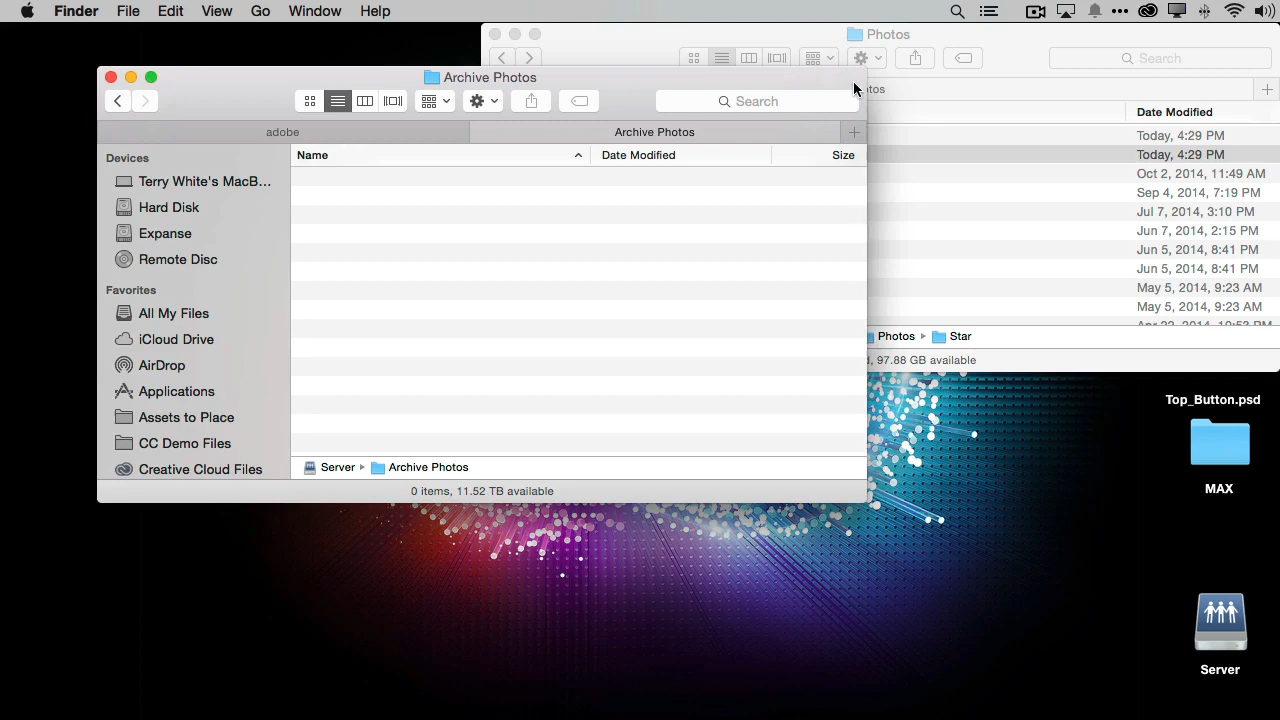 Finder File Edit View Go Window Help
Photos
Search
Archive Photos
Search
adobe
Archive Photos
Date Modified
Devices
Name
Date Modified
Size
Today, 4:29 PM
Today, 4:29 PM
Oct 2, 2014, 11:49 AM
Sep 4, 2014, 7:19 PM
Jul 7, 2014, 3:10 PM
Jun 7, 2014, 2:15 PM
Jun 5, 2014, 8:41 PM
Jun 5, 2014, 8:41 PM
May 5, 2014, 9:23 AM
May 5, 2014, 9:23 AM
Terry White's MacB...
Hard Disk
Expanse
Remote Disc
Favorites
All My Files
iCloud Drive
AirDrop
Applications
Assets to Place
CC Demo Files
Creative Cloud Files
Photos Star
97.88 GB available
Server Archive Photos
0 items, 11.52 TB available
Top_Button.psd
MAX
Server